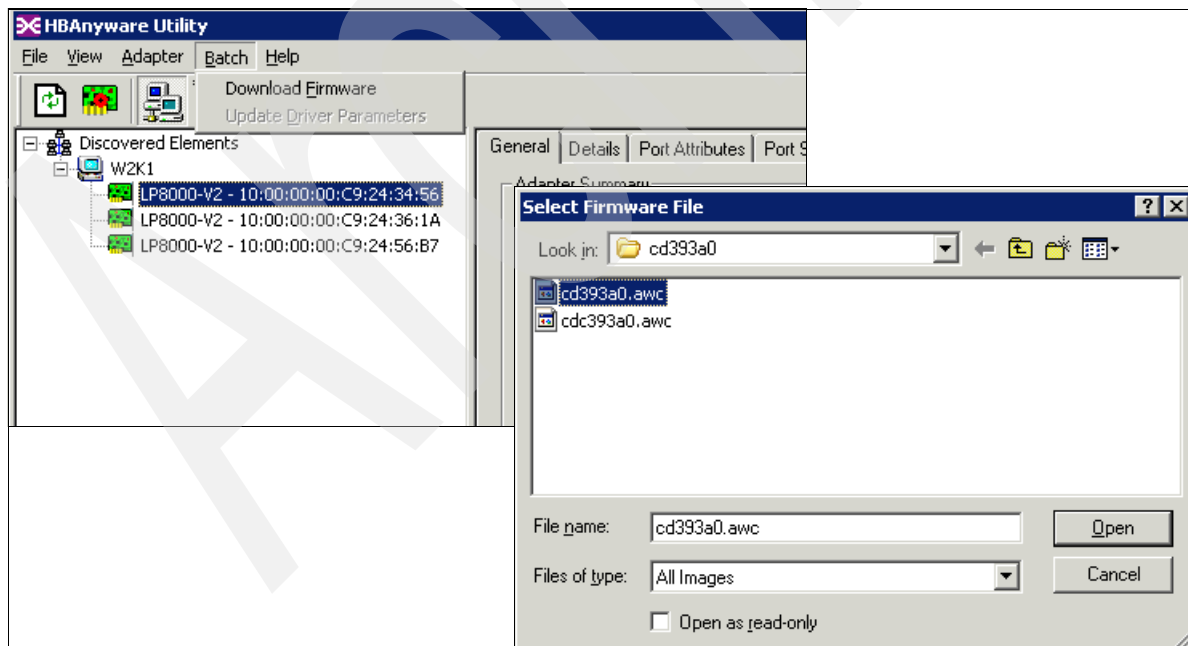 HBAnyware Utility
File View Adapter Batch Help
Download Firmware
Update Driver Parameters
Discovered Elements
W2K1
LP8000-V2 - 10:00:00:00:C9:24:34:56
LP8000-V2 - 10:00:00:00:C9:24:36:1A
LP8000-V2 - 10:00:00:00:C9:24:56:B7
General Details Port Attributes Port S
Adapter Summary
Select Firmware File
Look in: cd393a0
cd393a0.awc
cdc393a0.awc
File name: cd393a0.awc Open
Files of type: All Images Cancel
Open as read-only